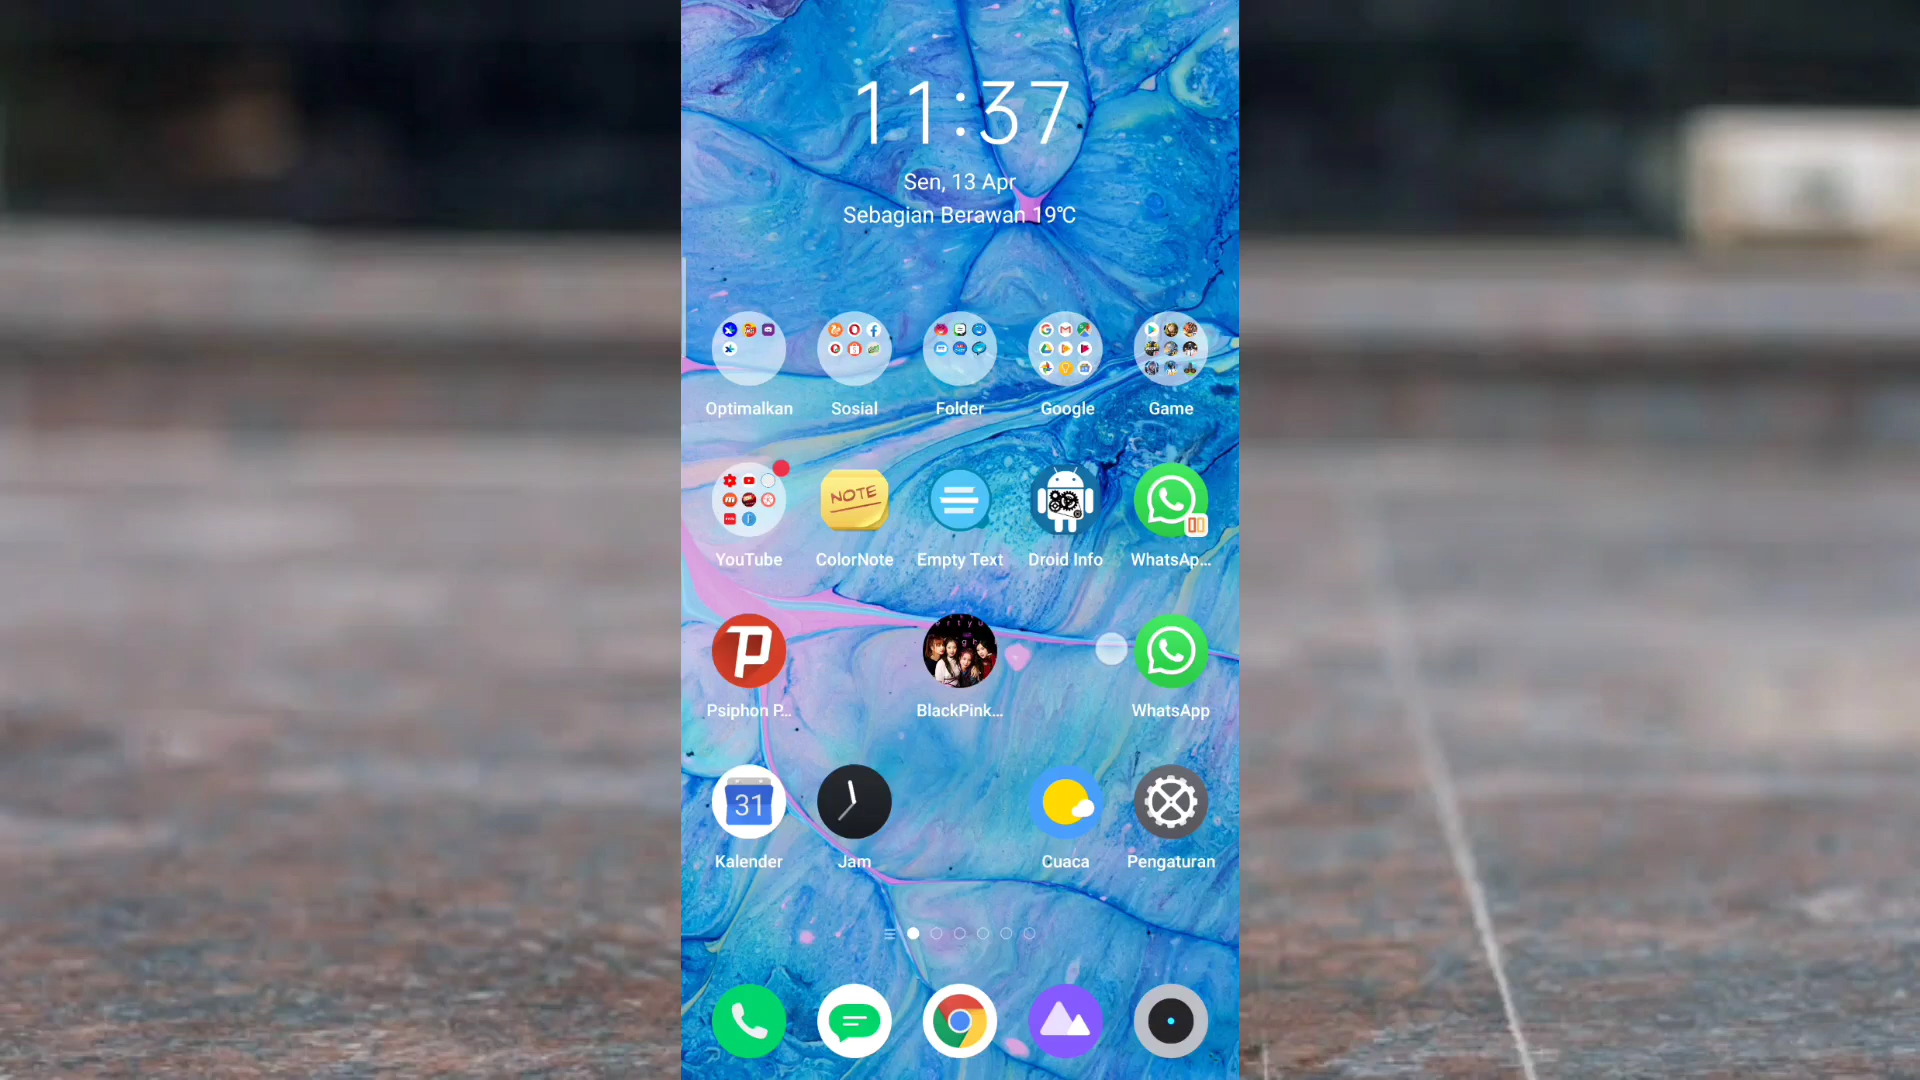 11:37
Sen, 13 Apr
Sebagian Berawan 19°C
Optimalkan
Sosial
Folder
Google
Game
NOTE
YouTube
ColorNote
Empty Text
Droid Info
WhatsAp...
Psiphon P...
BlackPink...
WhatsApp
31
Kalender
Jam
Cuaca
Pengaturan